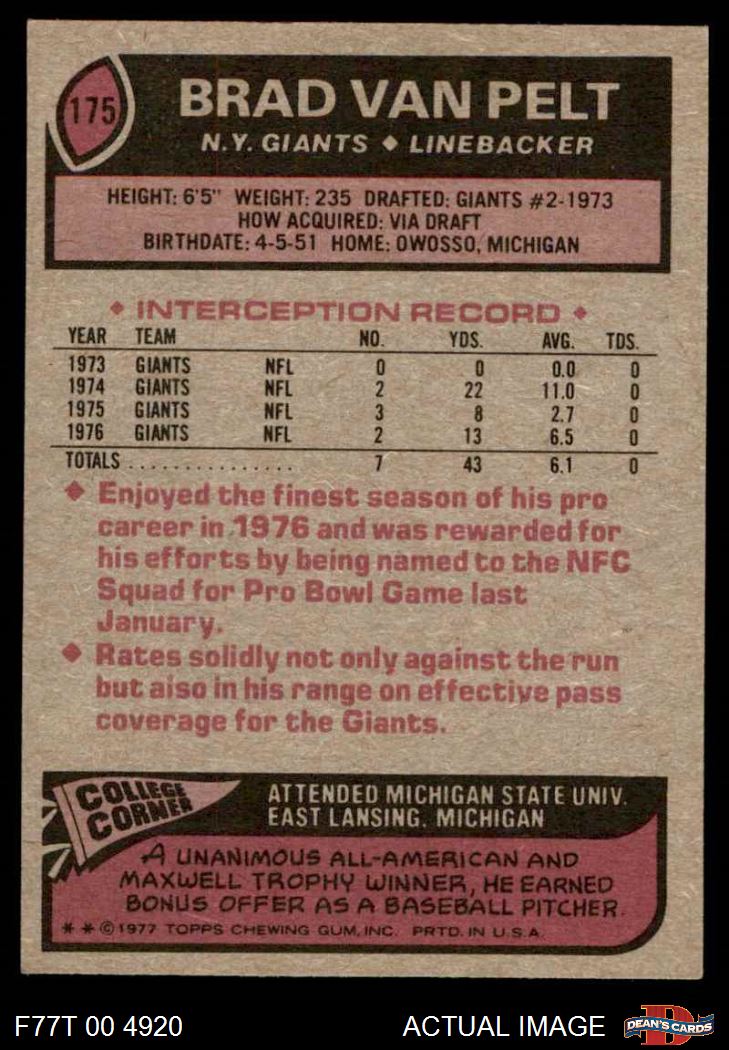 175
BRAD VAN PELT
N.Y. GIANTS ◆ LINEBACKER
HEIGHT: 6'5" WEIGHT: 235 DRAFTED: GIANTS #2-1973
HOW ACQUIRED: VIA DRAFT
BIRTHDATE: 4-5-51 HOME: OWOSSO, MICHIGAN
◆ INTERCEPTION RECORD ◆
YEAR TEAM NO. YDS. AVG. TDS.
1973 GIANTS NFL 0 0 0.0 0
1974 GIANTS NFL 2 22 11.0 0
1975 GIANTS NFL 3 8 2.7 0
1976 GIANTS NFL 2 13 6.5 0
TOTALS . . . . . . . . . . . . . . . 7 43 6.1 0
◆ Enjoyed the finest season of his pro
career in 1976 and was rewarded for
his efforts by being named to the NFC
Squad for Pro Bowl Game last
January.
◆ Rates solidly not only against the run
but also in his range on effective pass
coverage for the Giants.
COLLEGE
CORNER
ATTENDED MICHIGAN STATE UNIV.
EAST LANSING, MICHIGAN
A UNANIMOUS ALL-AMERICAN AND
MAXWELL TROPHY WINNER, HE EARNED
BONUS OFFER AS A BASEBALL PITCHER.
* * © 1977 TOPPS CHEWING GUM, INC. PRTD. IN U.S.A.
F77T 00 4920
ACTUAL IMAGE
D
DEAN'S CARDS